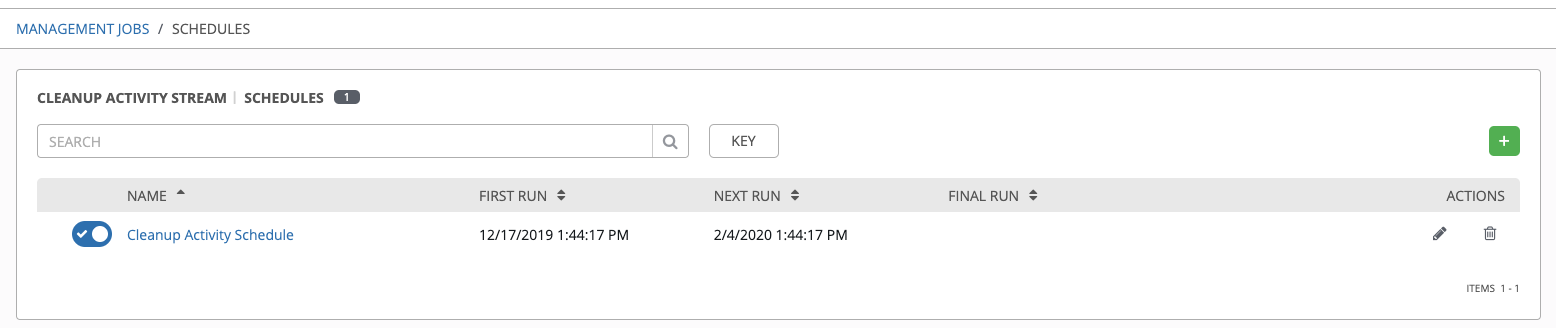 MANAGEMENT JOBS / SCHEDULES
CLEANUP ACTIVITY STREAM | SCHEDULES 1
SEARCH KEY +
NAME FIRST RUN NEXT RUN FINAL RUN ACTIONS
Cleanup Activity Schedule 12/17/2019 1:44:17 PM 2/4/2020 1:44:17 PM
ITEMS 1 - 1